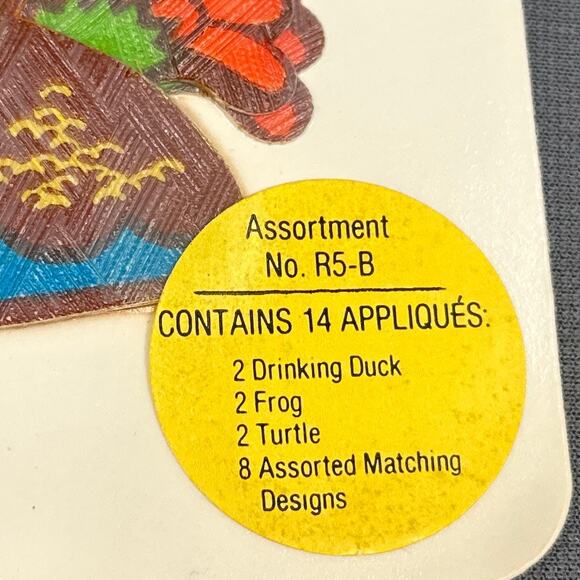 Assortment
No. R5-B
CONTAINS 14 APPLIQUÉS:
2 Drinking Duck
2 Frog
2 Turtle
8 Assorted Matching
Designs